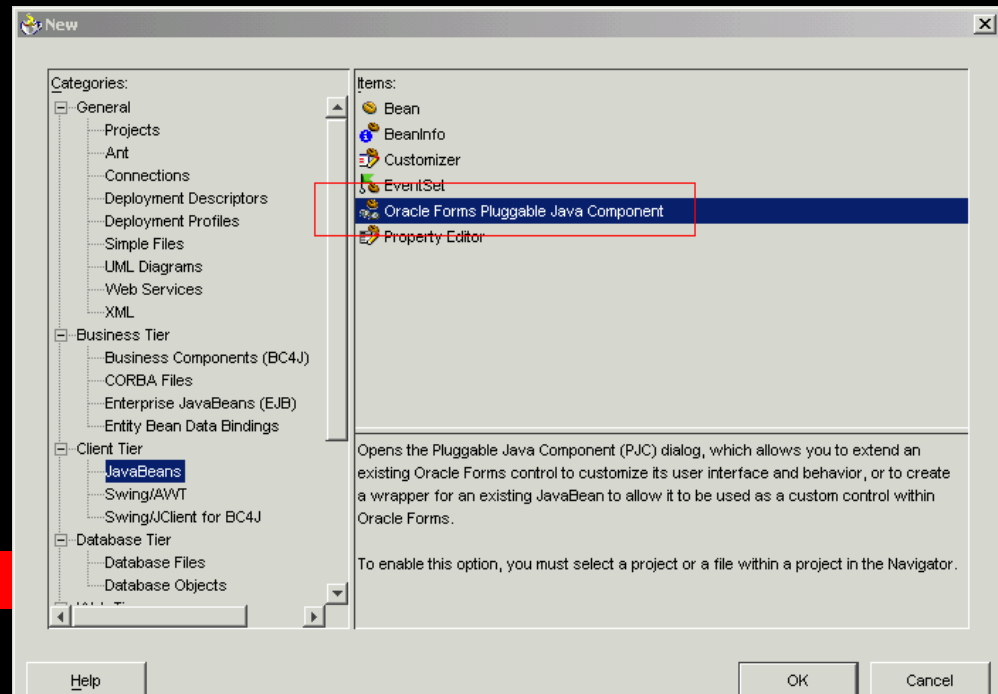 New
Categories:
General
Projects
Ant
Connections
Deployment Descriptors
Deployment Profiles
Simple Files
UML Diagrams
Web Services
XML
Business Tier
Business Components (BC4J)
CORBA Files
Enterprise JavaBeans (EJB)
Entity Bean Data Bindings
Client Tier
JavaBeans
Swing/AWT
Swing/JClient for BC4J
Database Tier
Database Files
Database Objects
Items:
Bean
BeanInfo
Customizer
EventSet
Oracle Forms Pluggable Java Component
Property Editor
Opens the Pluggable Java Component (PJC) dialog, which allows you to extend an
existing Oracle Forms control to customize its user interface and behavior, or to create
a wrapper for an existing JavaBean to allow it to be used as a custom control within
Oracle Forms.
To enable this option, you must select a project or a file within a project in the Navigator.
Help
OK
Cancel